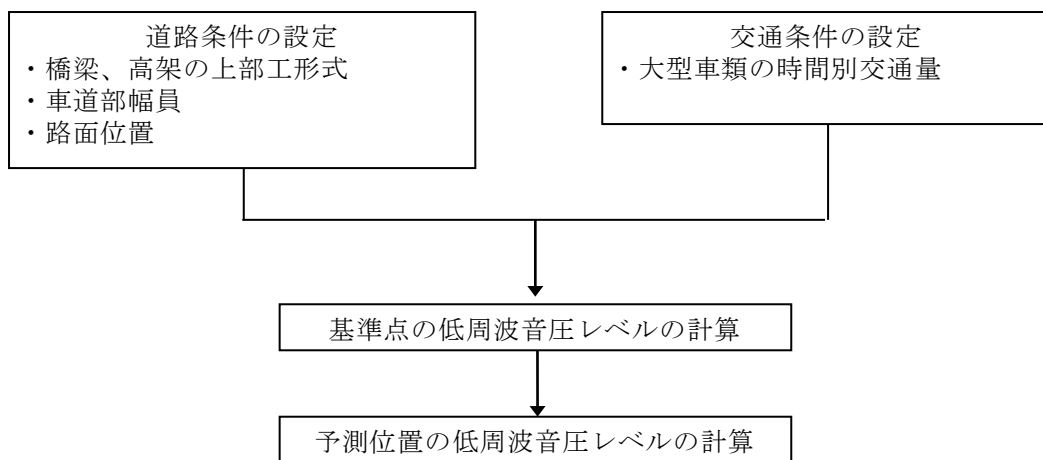 道路条件の設定
・橋梁、高架の上部工形式
・車道部幅員
・路面位置
交通条件の設定
・大型車類の時間別交通量
基準点の低周波音圧レベルの計算
予測位置の低周波音圧レベルの計算